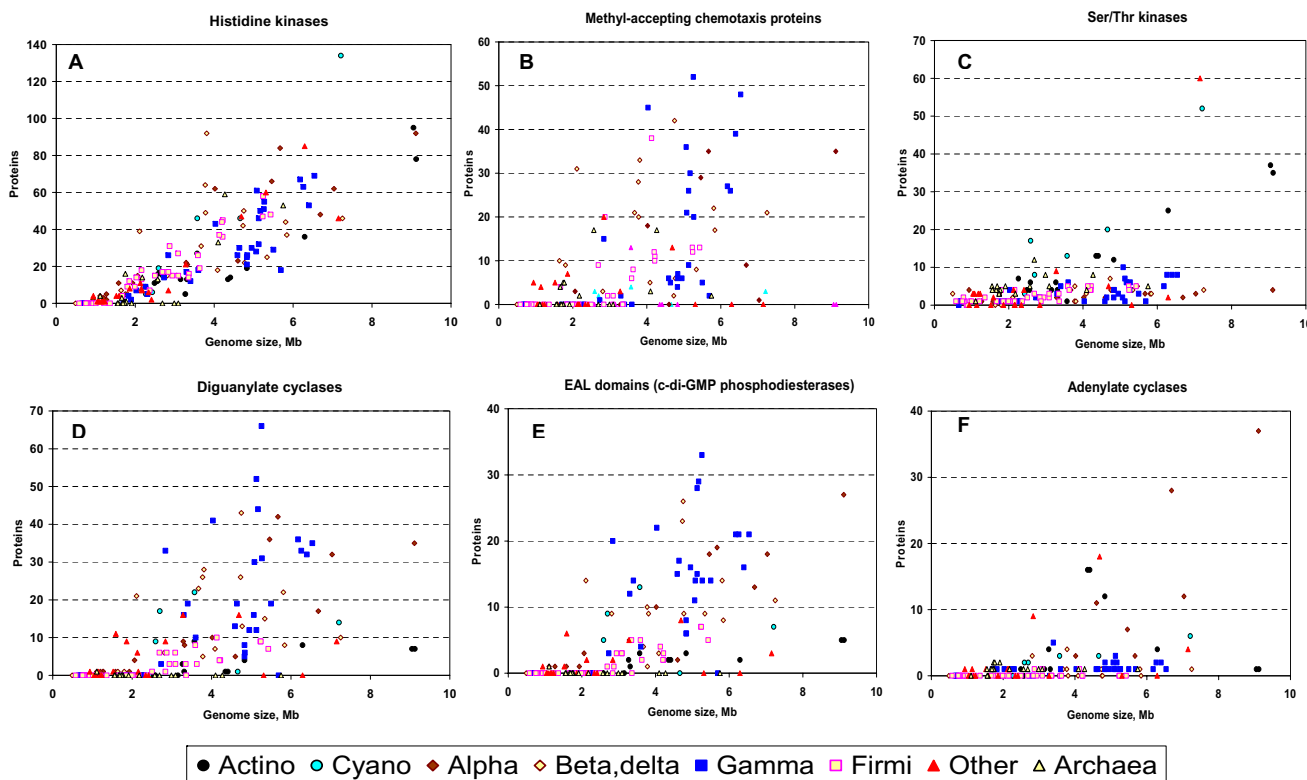 Histidine kinases
A
Proteins
140
120
100
80
60
40
20
0
0 2 4 6 8 10
Genome size, Mb
Methyl-accepting chemotaxis proteins
B
Proteins
60
50
40
30
20
10
0
0 2 4 6 8 10
Genome size, Mb
Ser/Thr kinases
C
Proteins
70
60
50
40
30
20
10
0
0 2 4 6 8 10
Genome size, Mb
Diguanylate cyclases
D
Proteins
70
60
50
40
30
20
10
0
0 2 4 6 8 10
Genome size, Mb
EAL domains (c-di-GMP phosphodiesterases)
E
Proteins
40
30
20
10
0
0 2 4 6 8 10
Genome size, Mb
Adenylate cyclases
F
Proteins
40
30
20
10
0
0 2 4 6 8 10
Genome size, Mb
Actino Cyano Alpha Beta,delta Gamma Firmi Other Archaea